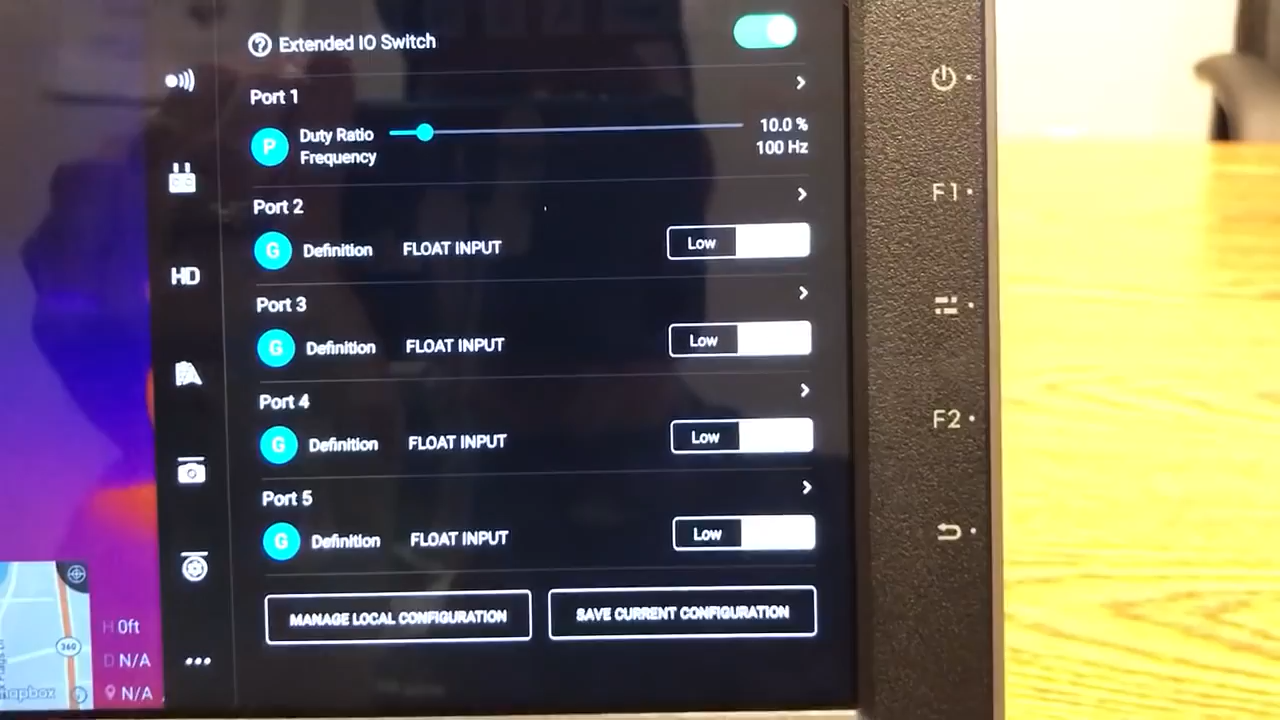 Extended IO Switch
Port 1
P
Duty Ratio
Frequency
10.0 %
100 Hz
Port 2
G Definition FLOAT INPUT Low
Port 3
G Definition FLOAT INPUT Low
Port 4
G Definition FLOAT INPUT Low
Port 5
G Definition FLOAT INPUT Low
MANAGE LOCAL CONFIGURATION
SAVE CURRENT CONFIGURATION
HD
F1
F2
360
mapbox
H 0ft
D N/A
N/A